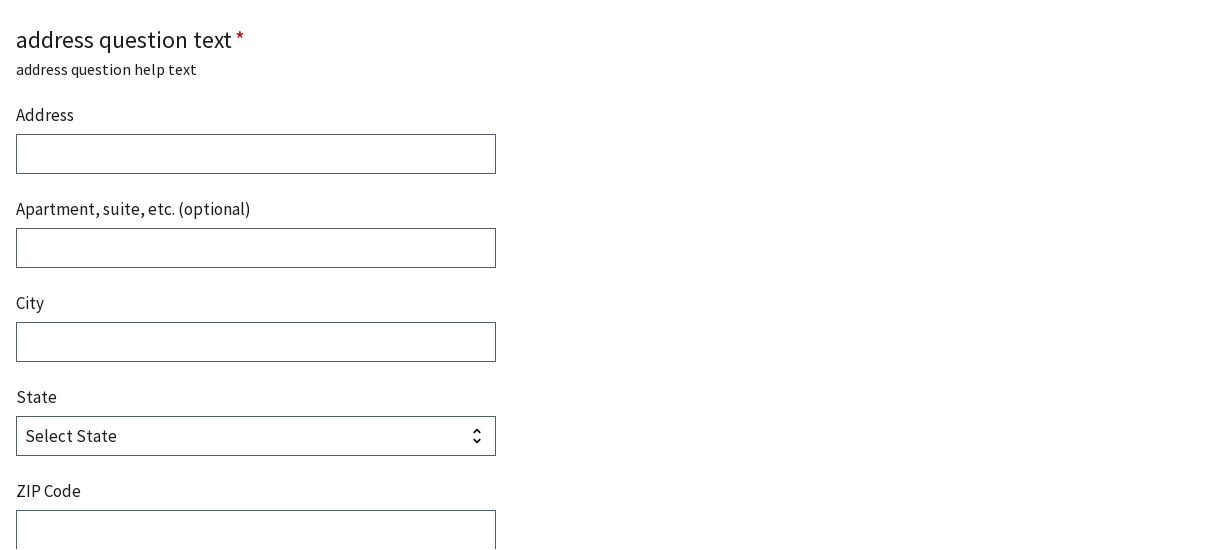 address question text *
address question help text
Address
Apartment, suite, etc. (optional)
City
State
Select State
ZIP Code